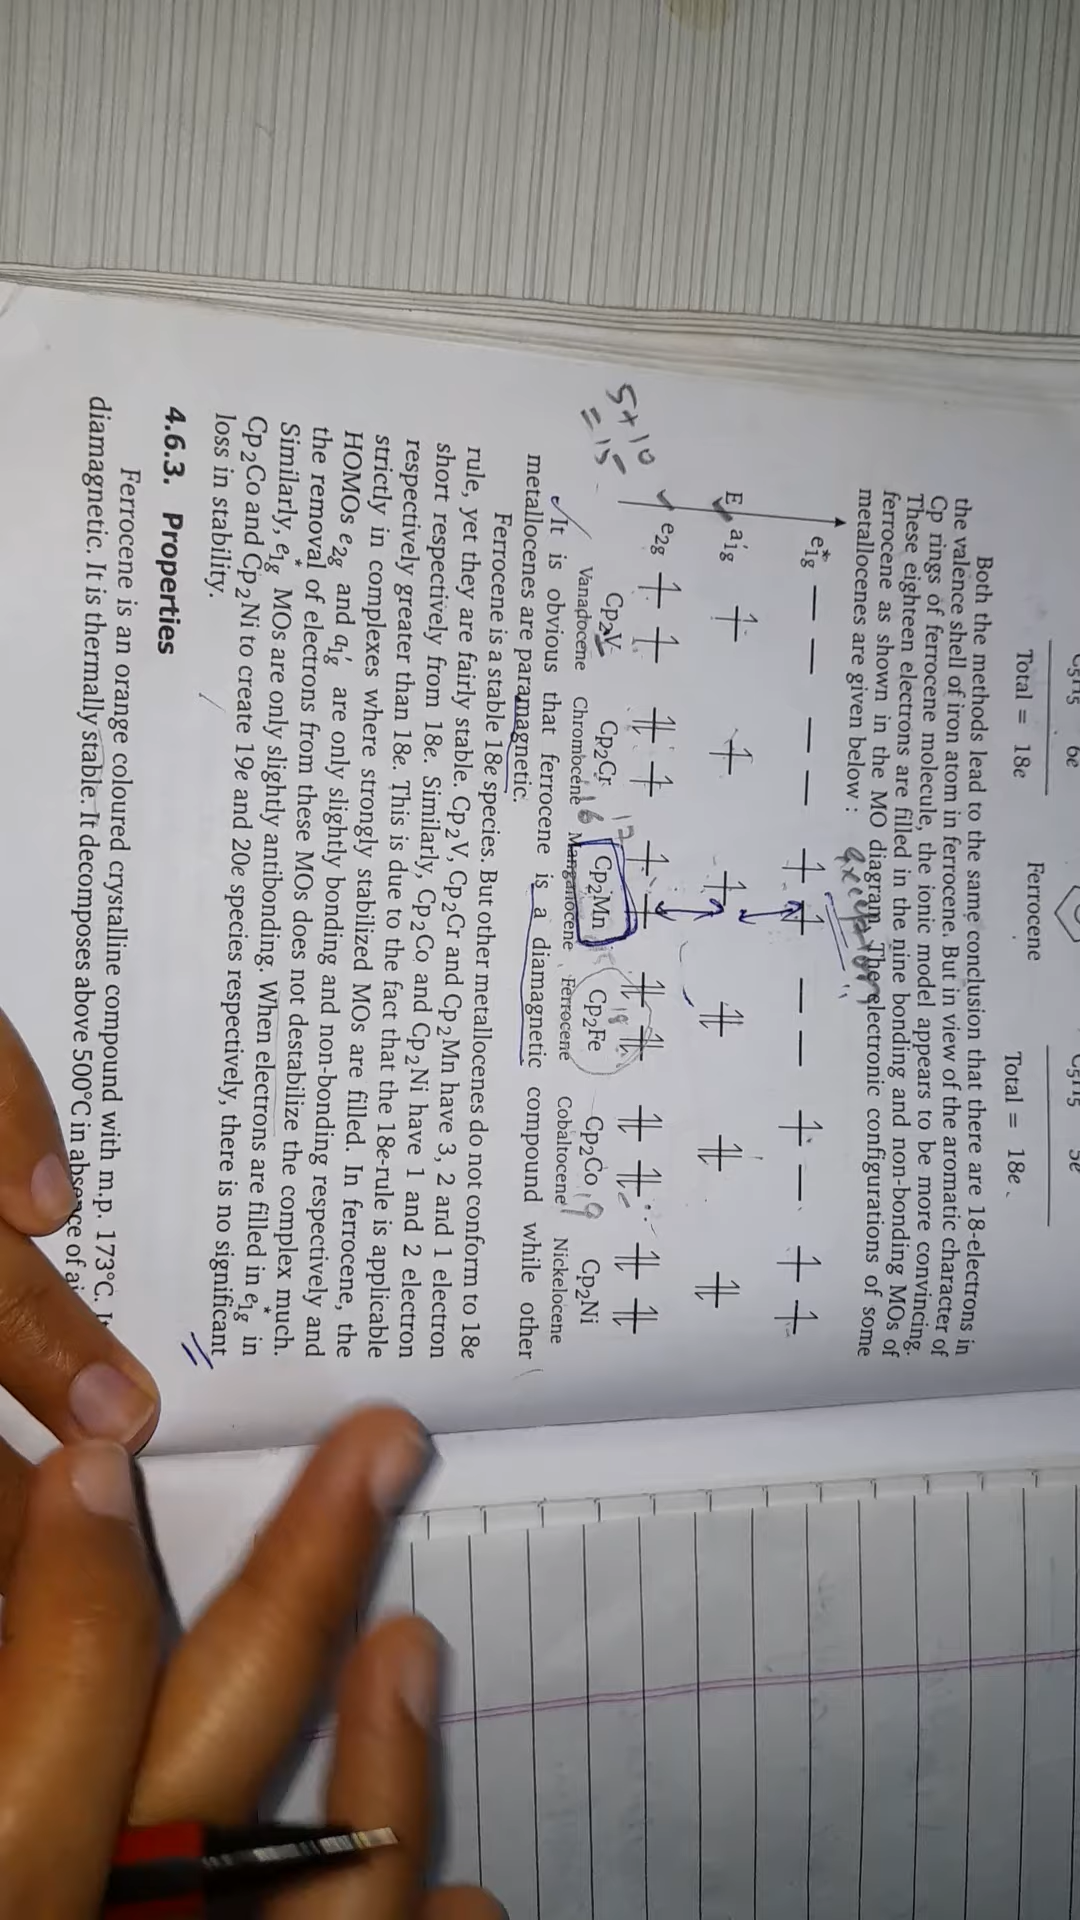 C5H5 6e C5H5 5e
Total = 18e Total = 18e
Ferrocene
Both the methods lead to the same conclusion that there are 18-electrons in
the valence shell of iron atom in ferrocene. But in view of the aromatic character of
Cp rings of ferrocene molecule, the ionic model appears to be more convincing.
These eighteen electrons are filled in the nine bonding and non-bonding MOs of
ferrocene as shown in the MO diagram. The electronic configurations of some
metallocenes are given below :
e*1g
E a'1g
e2g
5+10
= 15
17
Cp2V Cp2Cr Cp2Mn Cp2Fe Cp2Co Cp2Ni
18
16
9
Vanadocene Chromocene Manganocene Ferrocene Cobaltocene Nickelocene
It is obvious that ferrocene is a diamagnetic compound while other
metallocenes are paramagnetic.
Ferrocene is a stable 18e species. But other metallocenes do not conform to 18e
rule, yet they are fairly stable. Cp2V, Cp2Cr and Cp2Mn have 3, 2 and 1 electron
short respectively from 18e. Similarly, Cp2Co and Cp2Ni have 1 and 2 electron
respectively greater than 18e. This is due to the fact that the 18e-rule is applicable
strictly in complexes where strongly stabilized MOs are filled. In ferrocene, the
HOMOs e2g and a'1g are only slightly bonding and non-bonding respectively and
the removal of electrons from these MOs does not destabilize the complex much.
Similarly, e*1g MOs are only slightly antibonding. When electrons are filled in e*1g in
Cp2Co and Cp2Ni to create 19e and 20e species respectively, there is no significant
loss in stability.
4.6.3. Properties
Ferrocene is an orange coloured crystalline compound with m.p. 173°C.
diamagnetic. It is thermally stable. It decomposes above 500°C in absence of